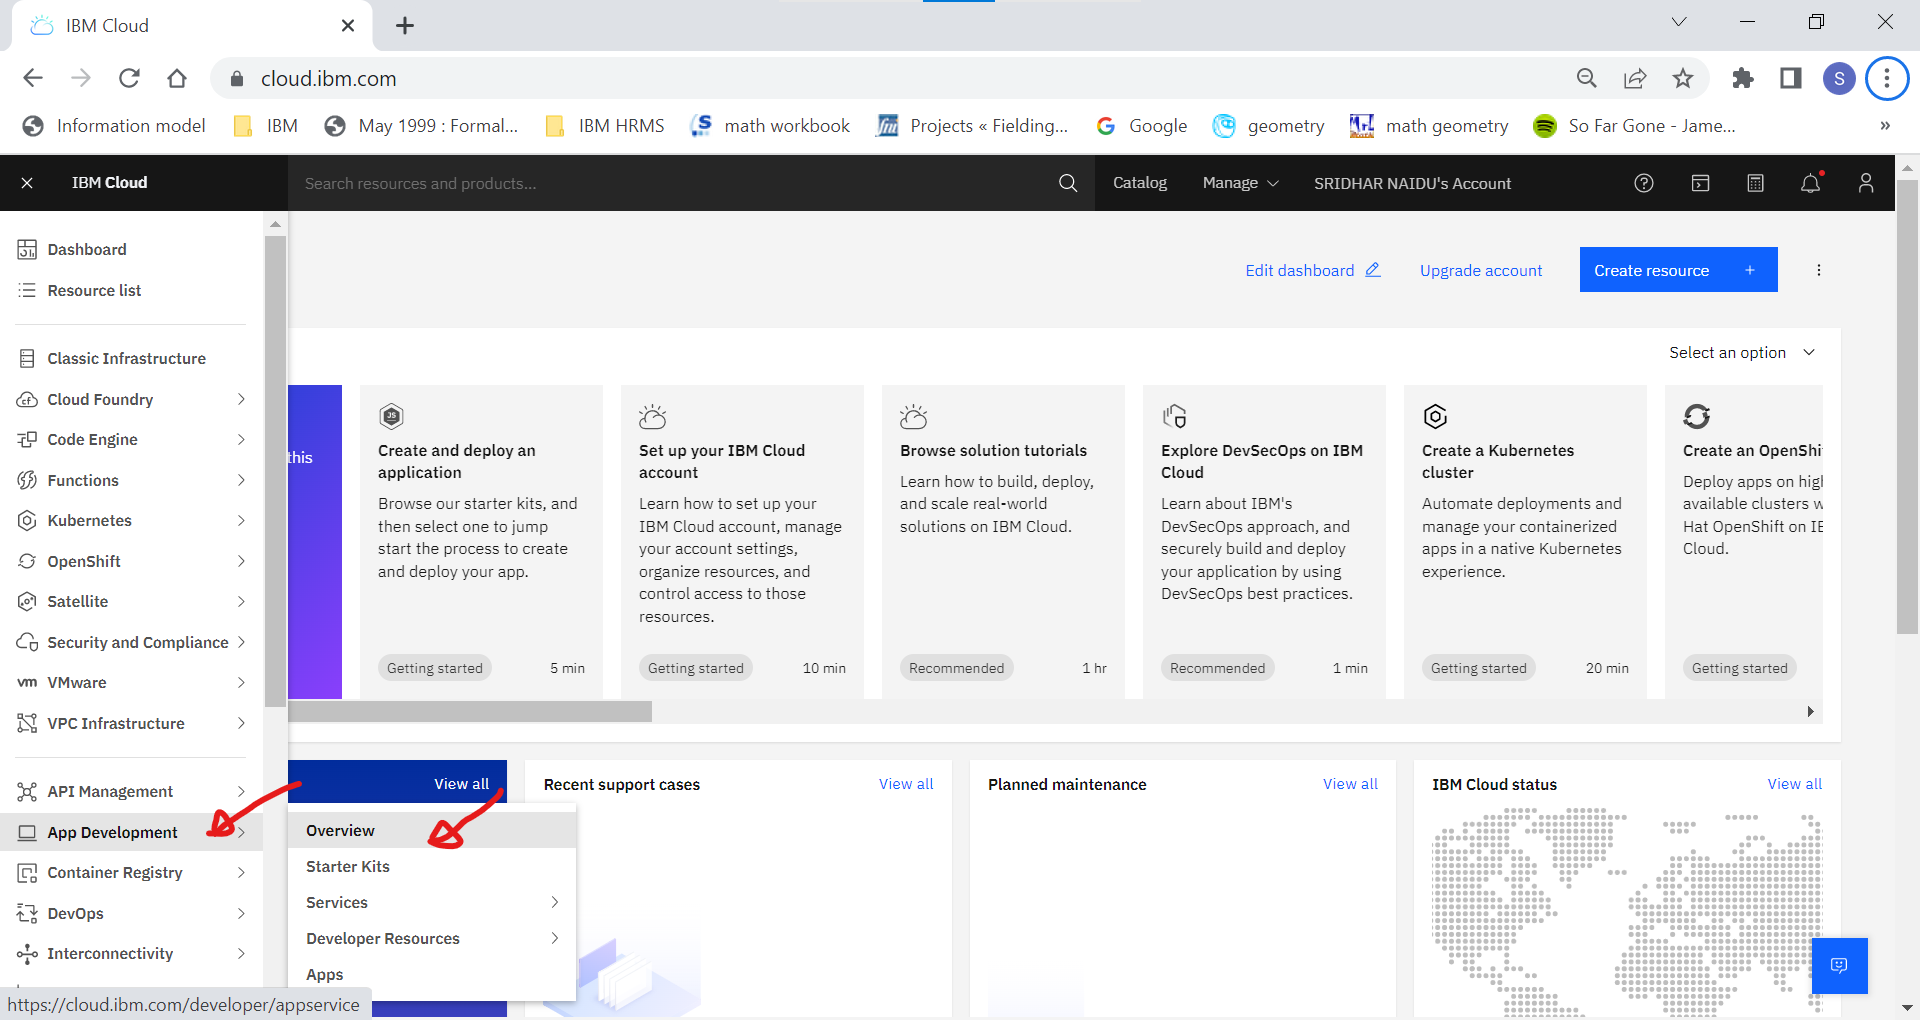 IBM Cloud
cloud.ibm.com
S
Information model
IBM
May 1999 : Formal...
IBM HRMS
math workbook
Projects « Fielding...
Google
geometry
math geometry
So Far Gone - Jame...
»
IBM Cloud
Search resources and products...
Catalog
Manage
SRIDHAR NAIDU's Account
Dashboard
Resource list
Classic Infrastructure
Cloud Foundry
Code Engine
Functions
Kubernetes
OpenShift
Satellite
Security and Compliance
vm VMware
VPC Infrastructure
API Management
App Development
Container Registry
DevOps
Interconnectivity
Edit dashboard
Upgrade account
Create resource +
Select an option
this
Create and deploy an
application
Browse our starter kits, and
then select one to jump
start the process to create
and deploy your app.
Getting started
5 min
Set up your IBM Cloud
account
Learn how to set up your
IBM Cloud account, manage
your account settings,
organize resources, and
control access to those
resources.
Getting started
10 min
Browse solution tutorials
Learn how to build, deploy,
and scale real-world
solutions on IBM Cloud.
Recommended
1 hr
Explore DevSecOps on IBM
Cloud
Learn about IBM's
DevSecOps approach, and
securely build and deploy
your application by using
DevSecOps best practices.
Recommended
1 min
Create a Kubernetes
cluster
Automate deployments and
manage your containerized
apps in a native Kubernetes
experience.
Getting started
20 min
Create an OpenShi
Deploy apps on high
available clusters w
Hat OpenShift on IB
Cloud.
Getting started
View all
Overview
Starter Kits
Services
Developer Resources
Apps
Recent support cases
View all
Planned maintenance
View all
IBM Cloud status
View all
https://cloud.ibm.com/developer/appservice